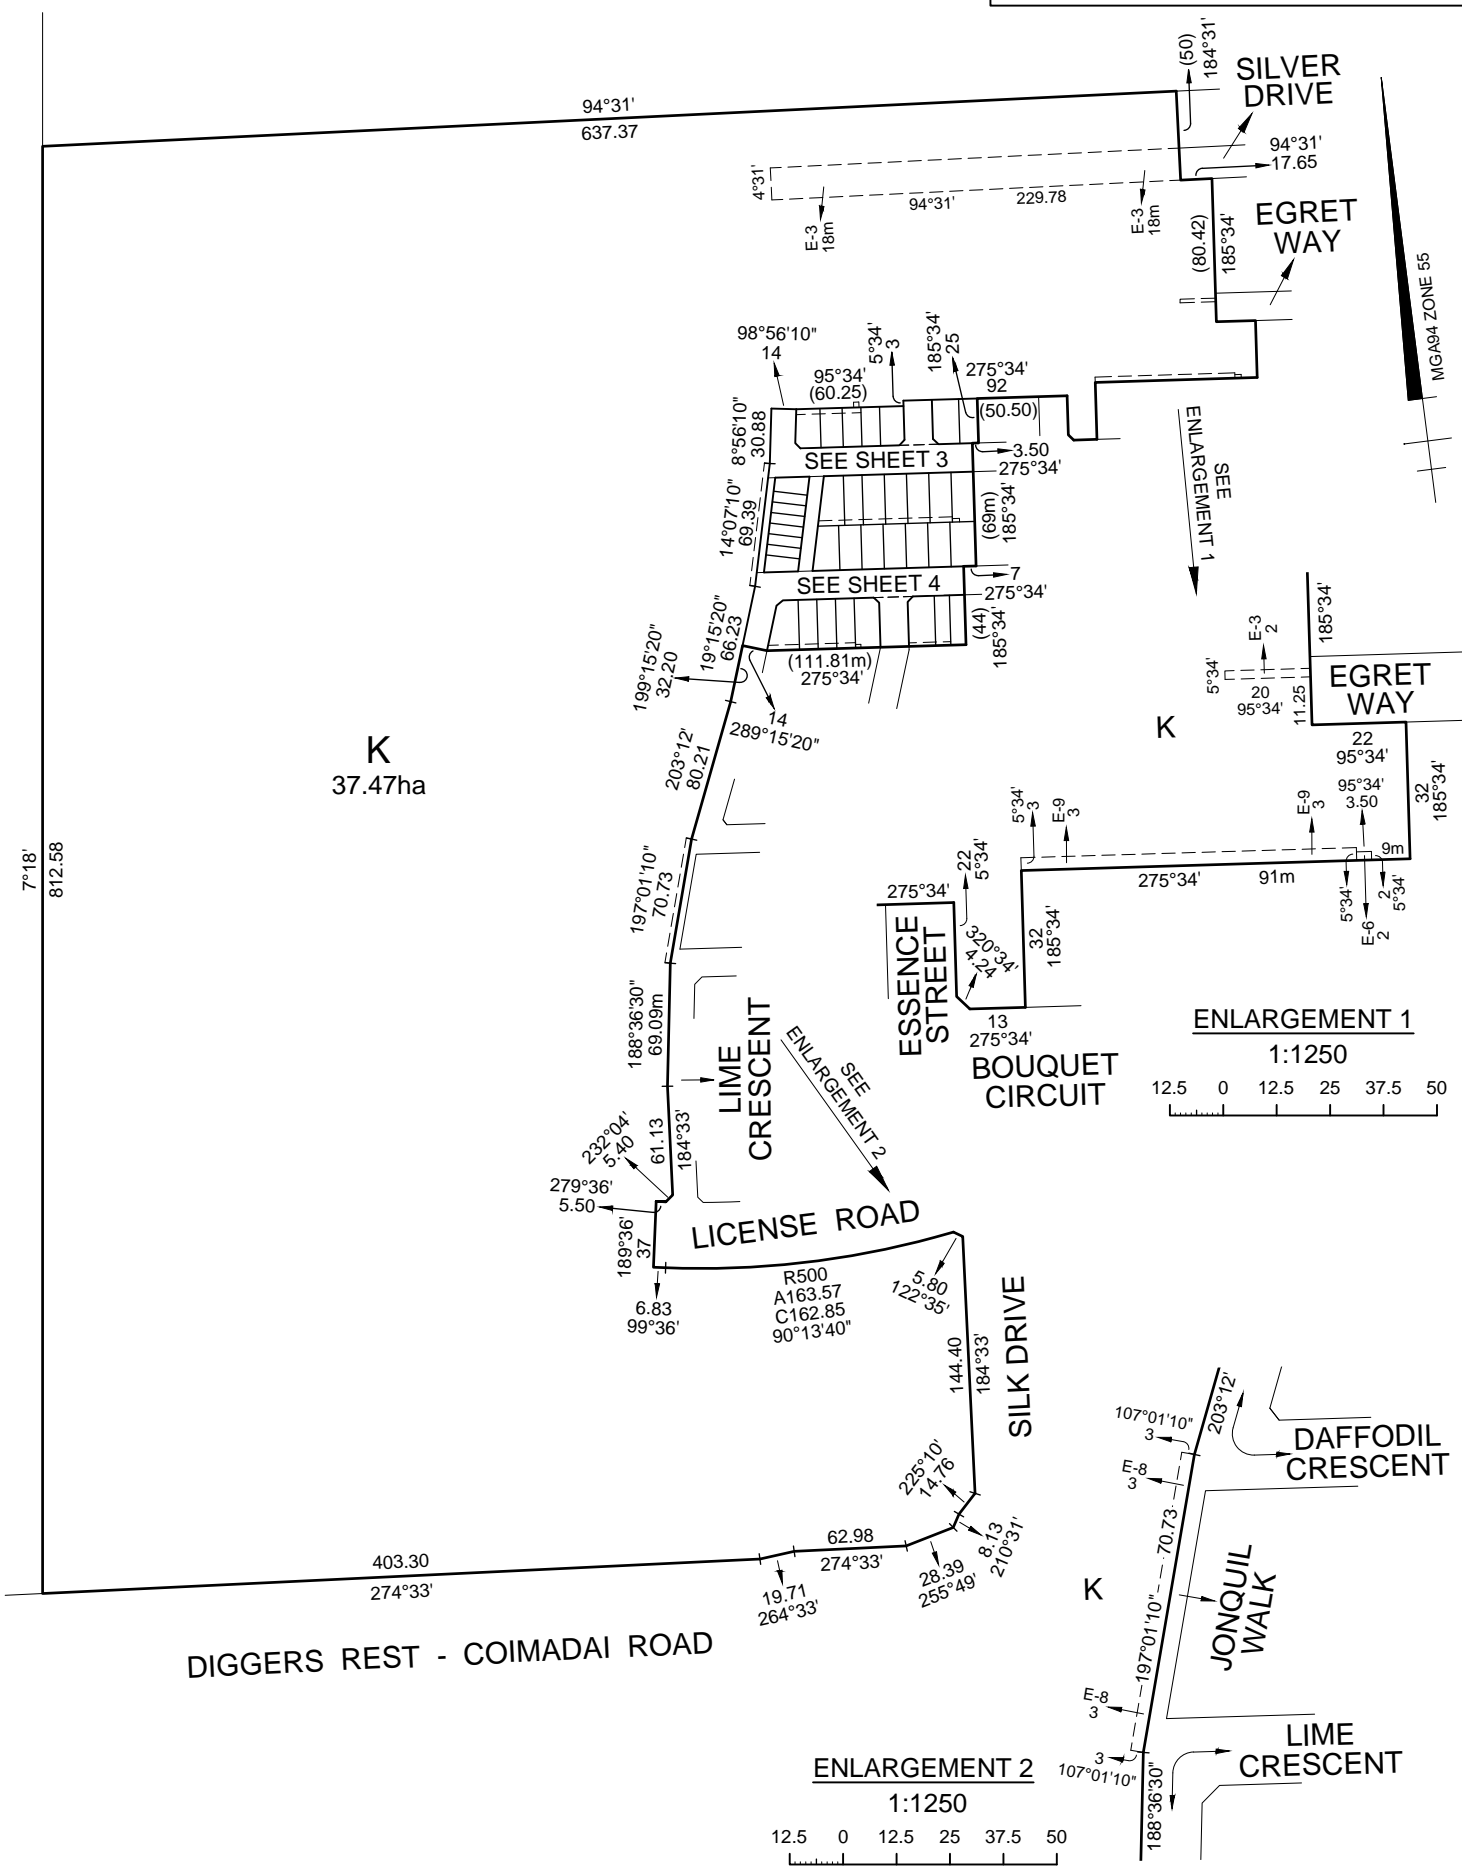 (50)
184°31'
SILVER
DRIVE
94°31'
637.37
94°31'
17.65
4°31'
94°31'
229.78
E-3
18m
E-3
18m
(80.42)
185°34'
EGRET
WAY
MGA94 ZONE 55
98°56'10"
14
95°34'
(60.25)
5°34'
3
185°34'
25
275°34'
92
(50.50)
8°56'10"
30.88
SEE SHEET 3
3.50
275°34'
SEE
ENLARGEMENT 1
14°07'10"
69.39
(69m)
185°34'
SEE SHEET 4
7
275°34'
19°15'20"
66.23
(44)
185°34'
(111.81m)
275°34'
199°15'20"
32.20
14
289°15'20"
203°12'
80.21
K
37.47ha
7°18'
812.58
197°01'10"
70.73
188°36'30"
69.09m
LIME
CRESCENT
SEE
ENLARGEMENT 2
61.13
184°33'
232°04'
5.40
279°36'
5.50
189°36'
37
LICENSE ROAD
6.83
99°36'
R500
A163.57
C162.85
90°13'40"
5.80
122°35'
144.40
184°33'
SILK DRIVE
225°10'
14.76
8.13
210°31'
28.39
255°49'
62.98
274°33'
19.71
264°33'
403.30
274°33'
DIGGERS REST - COIMADAI ROAD
185°34'
E-3
2
5°34'
20
95°34'
11.25
EGRET
WAY
K
22
95°34'
32
185°34'
95°34'
3.50
5°34'
3
E-9
3
E-9
3
9m
275°34'
91m
5°34'
E-6
2
2
5°34'
275°34'
22
5°34'
ESSENCE
STREET
320°34'
4.24
32
185°34'
13
275°34'
BOUQUET
CIRCUIT
ENLARGEMENT 1
1:1250
12.5 0 12.5 25 37.5 50
203°12'
107°01'10"
3
E-8
3
DAFFODIL
CRESCENT
70.73
197°01'10"
K
JONQUIL
WALK
E-8
3
3
107°01'10"
LIME
CRESCENT
188°36'30"
ENLARGEMENT 2
1:1250
12.5 0 12.5 25 37.5 50